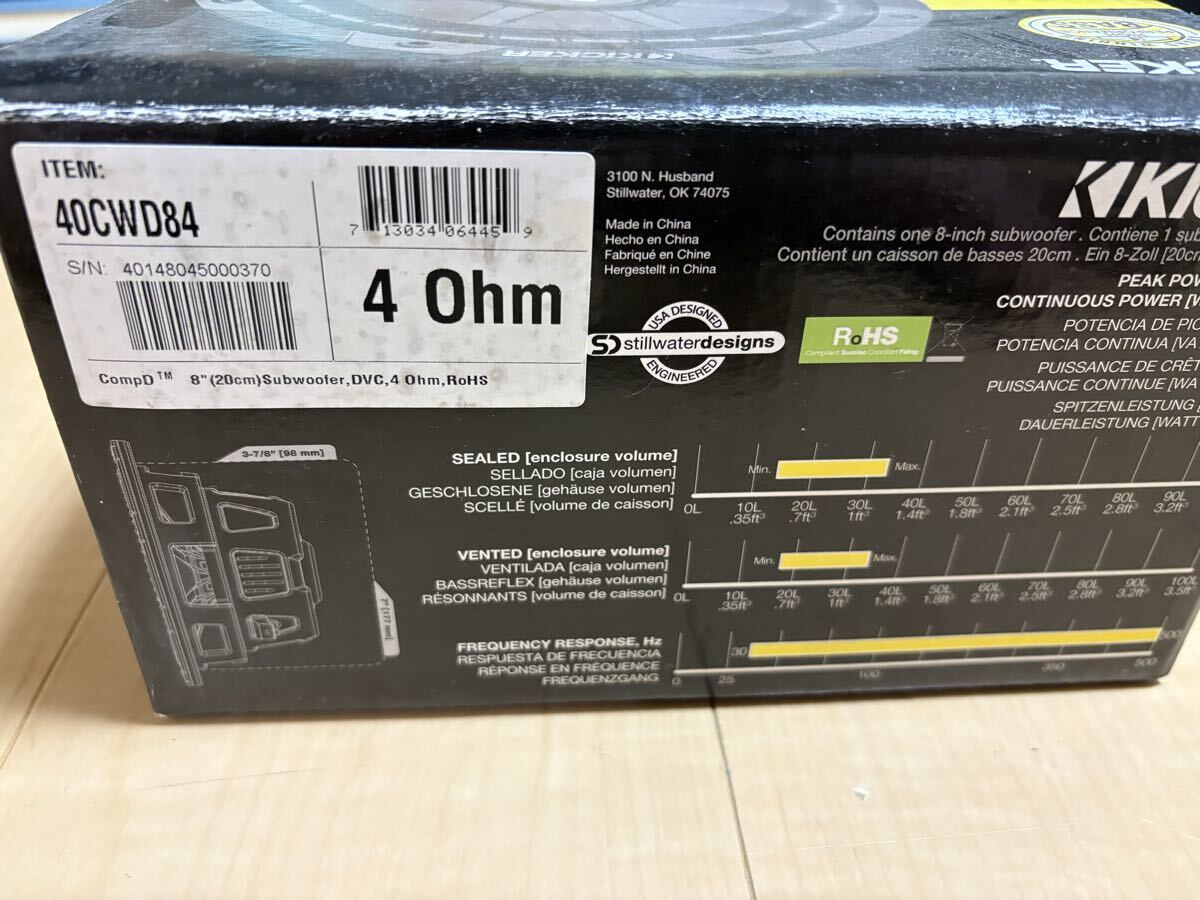 KICKER
CKER
ITEM:
40CWD84
7 13034 06445 9
S/N: 40148045000370
4 Ohm
CompD™ 8"(20cm)Subwoofer,DVC,4 Ohm,RoHS
3100 N. Husband
Stillwater, OK 74075
Made in China
Hecho en China
Fabriqué en Chine
Hergestellt in China
USA DESIGNED
SD stillwaterdesigns
ENGINEERED
RoHS
Compliant Sumiso Conciliant Fähig
KIC
Contains one 8-inch subwoofer . Contiene 1 sub
Contient un caisson de basses 20cm . Ein 8-Zoll [20cm
PEAK POW
CONTINUOUS POWER [W
POTENCIA DE PIC
POTENCIA CONTINUA [VA
PUISSANCE DE CRÊT
PUISSANCE CONTINUE [WA
SPITZENLEISTUNG [
DAUERLEISTUNG [WATT
3-7/8" [98 mm]
7" [177 mm]
SEALED [enclosure volume]
SELLADO [caja volumen]
GESCHLOSENE [gehäuse volumen]
SCELLÉ [volume de caisson]
Min. Max.
0L 10L 20L 30L 40L 50L 60L 70L 80L 90L
.35ft³ .7ft³ 1ft³ 1.4ft³ 1.8ft³ 2.1ft³ 2.5ft³ 2.8ft³ 3.2ft³
VENTED [enclosure volume]
VENTILADA [caja volumen]
BASSREFLEX [gehäuse volumen]
RÉSONNANTS [volume de caisson]
Min. Max.
0L 10L 20L 30L 40L 50L 60L 70L 80L 90L 100L
.35ft³ .7ft³ 1ft³ 1.4ft³ 1.8ft³ 2.1ft³ 2.5ft³ 2.8ft³ 3.2ft³ 3.5ft³
FREQUENCY RESPONSE, Hz
RESPUESTA DE FRECUENCIA
RÉPONSE EN FRÉQUENCE
FREQUENZGANG
30 500
0 25 100 350 500